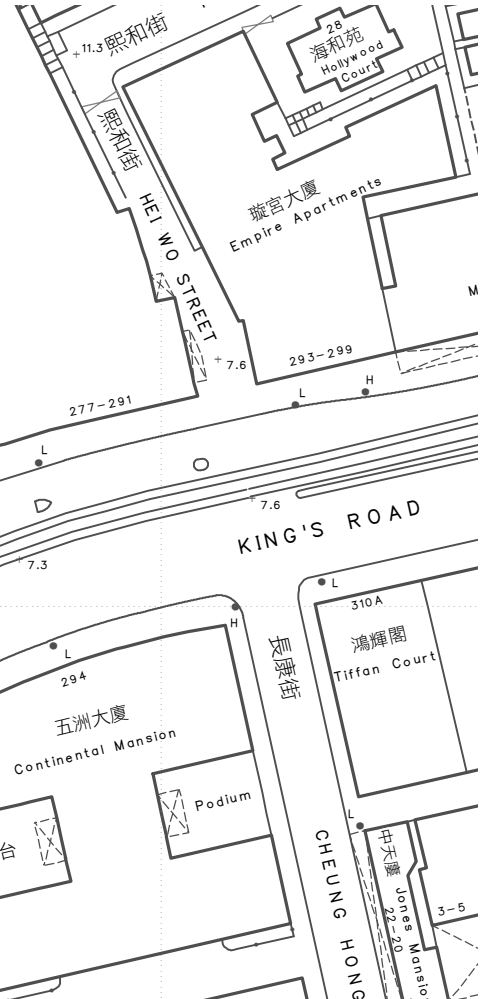 熙和街
11.3
28
海和苑
Hollywood
Court
熙和街
璇宮大廈
Empire Apartments
HEI WO STREET
M
7.6
293-299
277-291
L
H
L
7.6
KING'S ROAD
7.3
L
310A
H
鴻輝閣
Tiffan Court
長康街
L
294
五洲大廈
Continental Mansion
Podium
L
台
CHEUNG HONG
中天廈
Jones Mansio
22-20
3-5